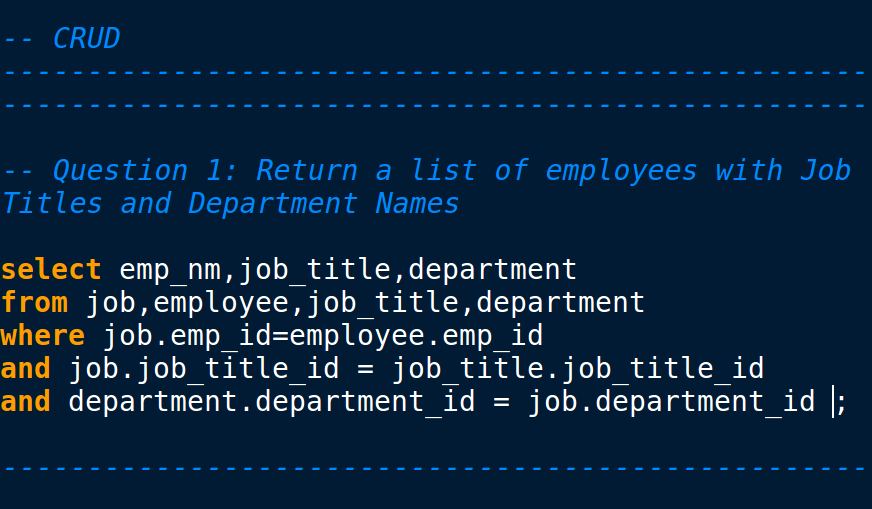 -- CRUD
---------------------------------------------------
---------------------------------------------------
-- Question 1: Return a list of employees with Job
Titles and Department Names
select emp_nm,job_title,department
from job,employee,job_title,department
where job.emp_id=employee.emp_id
and job.job_title_id = job_title.job_title_id
and department.department_id = job.department_id ;
---------------------------------------------------